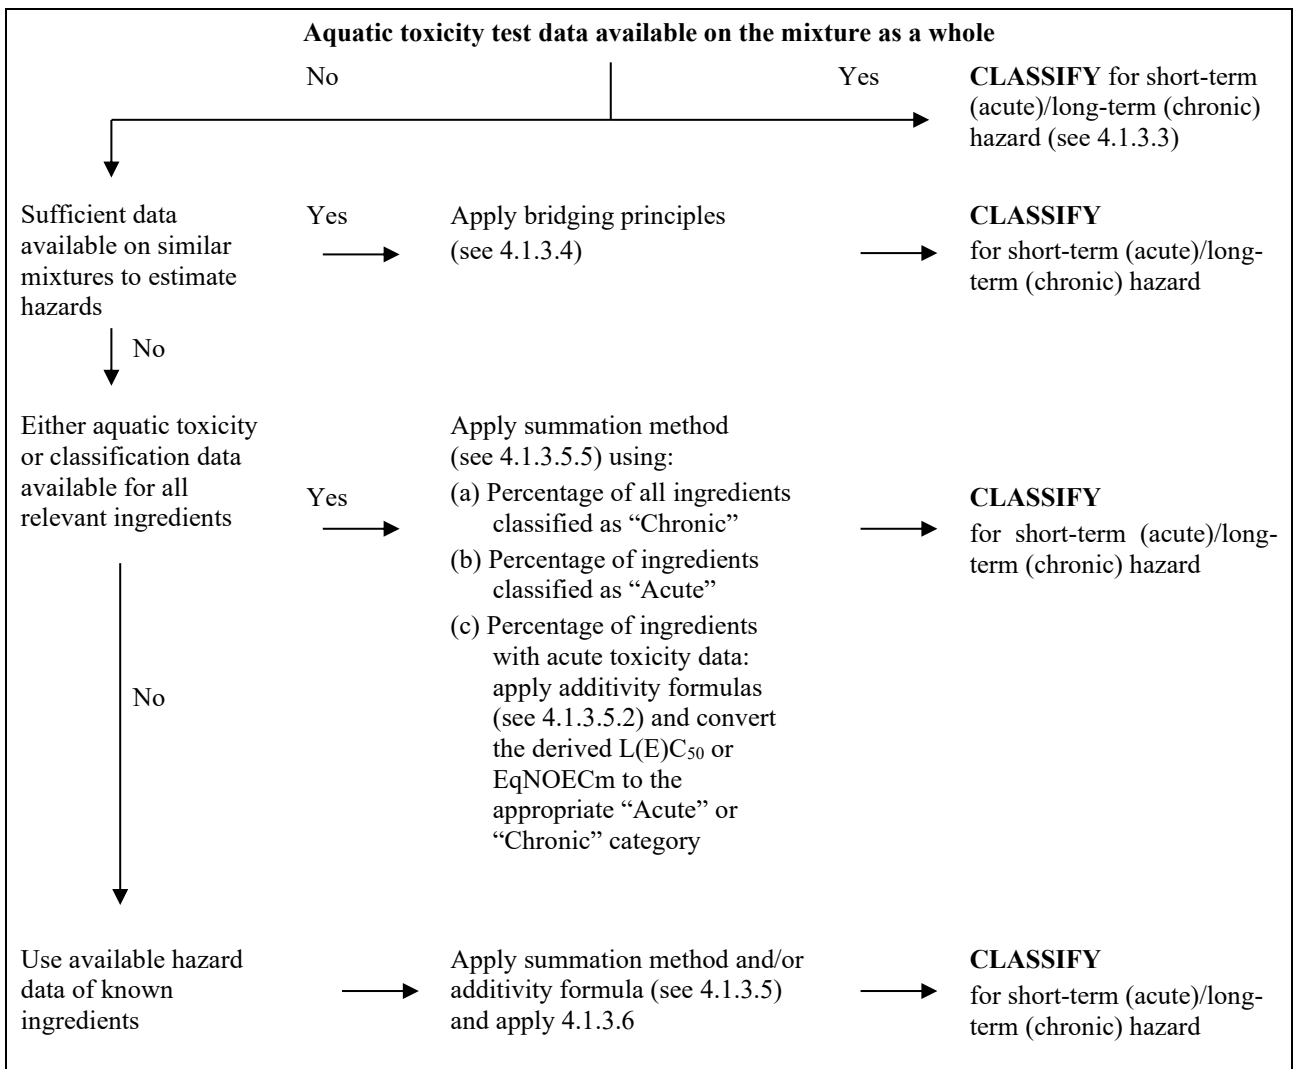 Aquatic toxicity test data available on the mixture as a whole
No
Yes
CLASSIFY for short-term
(acute)/long-term (chronic)
hazard (see 4.1.3.3)
Sufficient data
available on similar
mixtures to estimate
hazards
Yes
Apply bridging principles
(see 4.1.3.4)
CLASSIFY
for short-term (acute)/long-
term (chronic) hazard
No
Either aquatic toxicity
or classification data
available for all
relevant ingredients
Yes
Apply summation method
(see 4.1.3.5.5) using:
(a) Percentage of all ingredients
classified as “Chronic”
(b) Percentage of ingredients
classified as “Acute”
(c) Percentage of ingredients
with acute toxicity data:
apply additivity formulas
(see 4.1.3.5.2) and convert
the derived L(E)C₅₀ or
EqNOECm to the
appropriate “Acute” or
“Chronic” category
CLASSIFY
for short-term (acute)/long-
term (chronic) hazard
No
Use available hazard
data of known
ingredients
Apply summation method and/or
additivity formula (see 4.1.3.5)
and apply 4.1.3.6
CLASSIFY
for short-term (acute)/long-
term (chronic) hazard